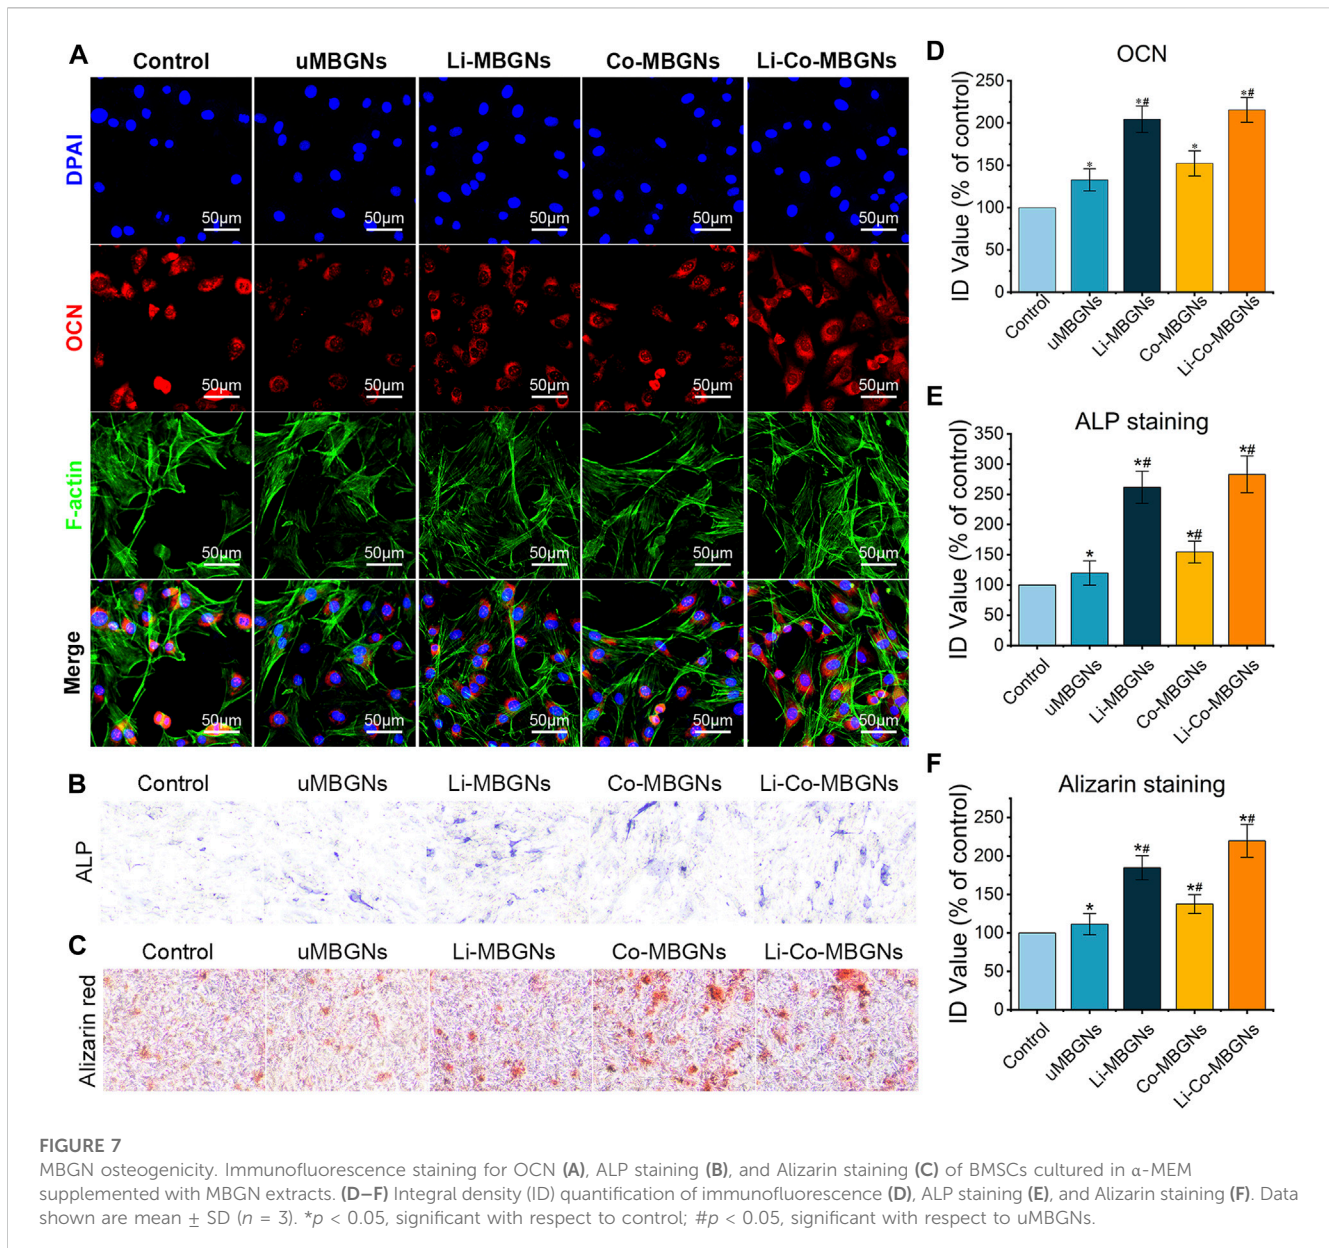 A
Control uMBGNs Li-MBGNs Co-MBGNs Li-Co-MBGNs
DPAI
50µm 50µm 50µm 50µm 50µm
OCN
50µm 50µm 50µm 50µm 50µm
F-actin
50µm 50µm 50µm 50µm 50µm
Merge
50µm 50µm 50µm 50µm 50µm
B
Control uMBGNs Li-MBGNs Co-MBGNs Li-Co-MBGNs
ALP
C
Control uMBGNs Li-MBGNs Co-MBGNs Li-Co-MBGNs
Alizarin red
D
OCN
ID Value (% of control)
250
200
150
100
50
0
* *# * *#
Control uMBGNs Li-MBGNs Co-MBGNs Li-Co-MBGNs
E
ALP staining
ID Value (% of control)
350
300
250
200
150
100
50
0
* *# *# *#
Control uMBGNs Li-MBGNs Co-MBGNs Li-Co-MBGNs
F
Alizarin staining
ID Value (% of control)
250
200
150
100
50
0
* *# *# *#
Control uMBGNs Li-MBGNs Co-MBGNs Li-Co-MBGNs
FIGURE 7
MBGN osteogenicity. Immunofluorescence staining for OCN (A), ALP staining (B), and Alizarin staining (C) of BMSCs cultured in α-MEM
supplemented with MBGN extracts. (D–F) Integral density (ID) quantification of immunofluorescence (D), ALP staining (E), and Alizarin staining (F). Data
shown are mean ± SD (n = 3). *p < 0.05, significant with respect to control; #p < 0.05, significant with respect to uMBGNs.